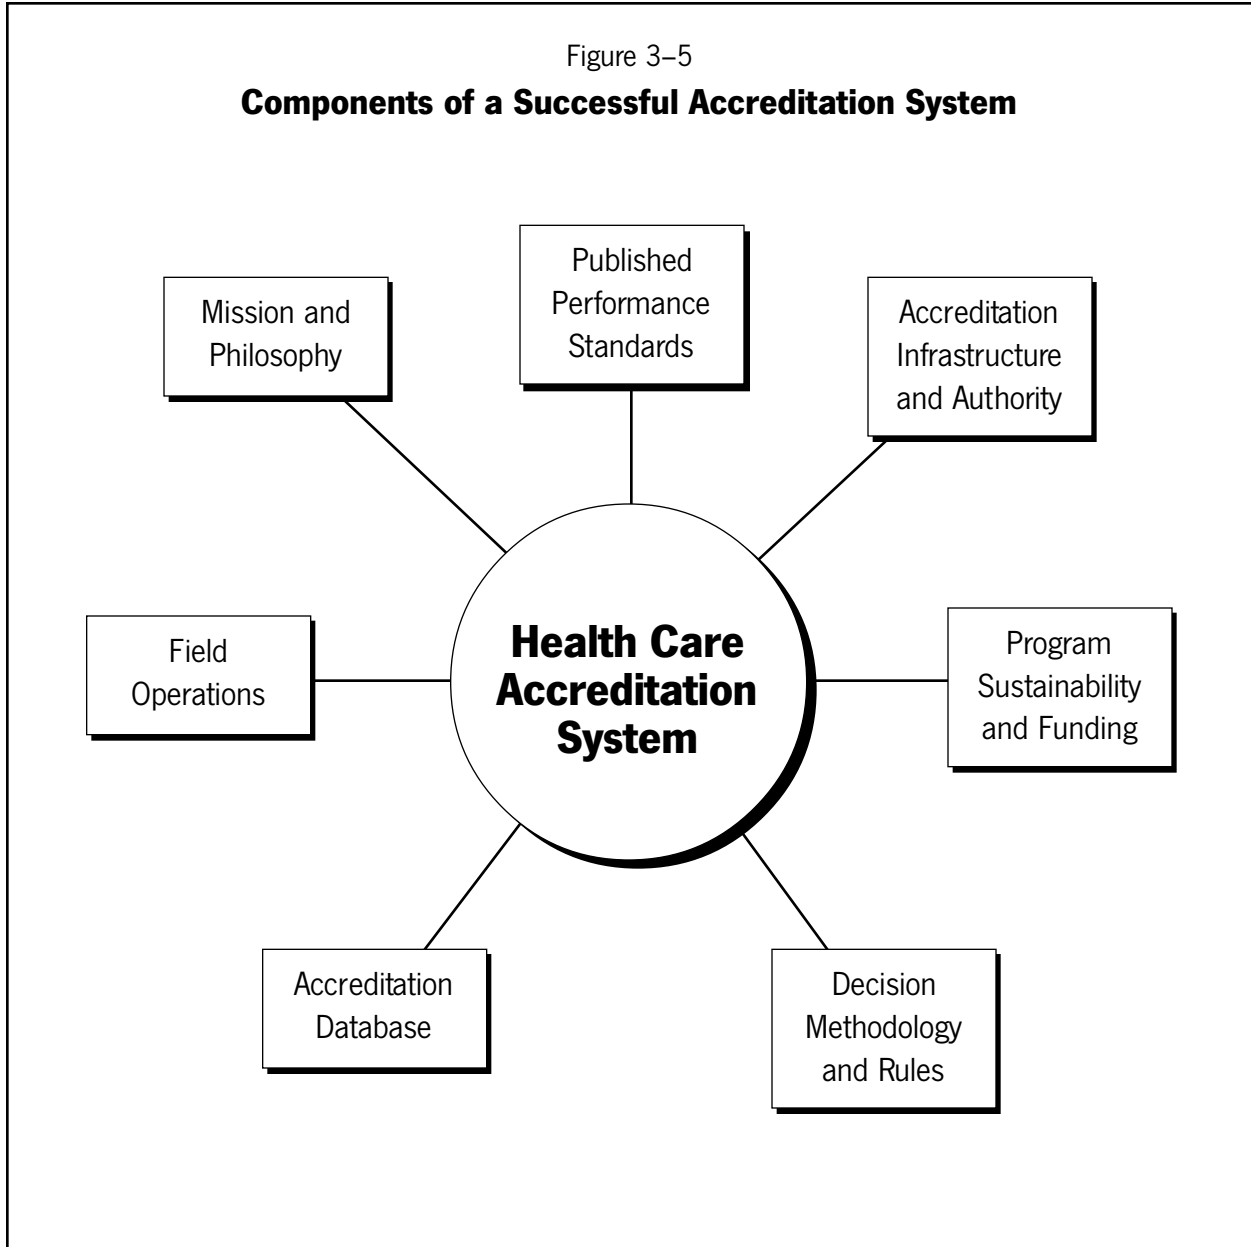 Figure 3–5
Components of a Successful Accreditation System
Published
Performance
Standards
Mission and
Philosophy
Accreditation
Infrastructure
and Authority
Health Care
Accreditation
System
Field
Operations
Program
Sustainability
and Funding
Accreditation
Database
Decision
Methodology
and Rules